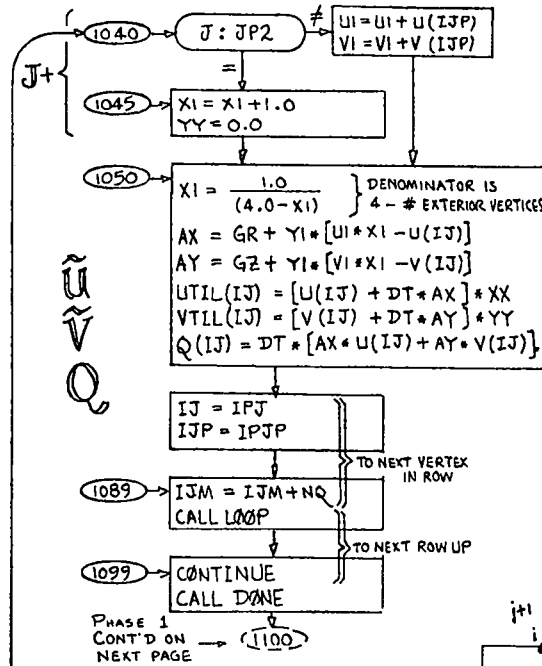 J+
1040
J : JP2
≠
U1 = U1 + U(IJP)
V1 = V1 + V(IJP)
=
1045
X1 = X1 + 1.0
YY = 0.0
1050
X1 = 1.0 / (4.0 - X1) } DENOMINATOR IS
4 - # EXTERIOR VERTICES
AX = GR + Y1 * [U1 * X1 - U(IJ)]
AY = GZ + Y1 * [V1 * X1 - V(IJ)]
UTIL(IJ) = [U(IJ) + DT * AX] * XX
VTIL(IJ) = [V(IJ) + DT * AY] * YY
Q(IJ) = DT * [AX * U(IJ) + AY * V(IJ)]
ũ
ṽ
Q
IJ = IPJ
IJP = IPJP
TO NEXT VERTEX
IN ROW
1089
IJM = IJM + NQ
CALL LØØP
TO NEXT ROW UP
1099
CØNTINUE
CALL DØNE
PHASE 1
CONT'D ON
NEXT PAGE
1100
j+1
i